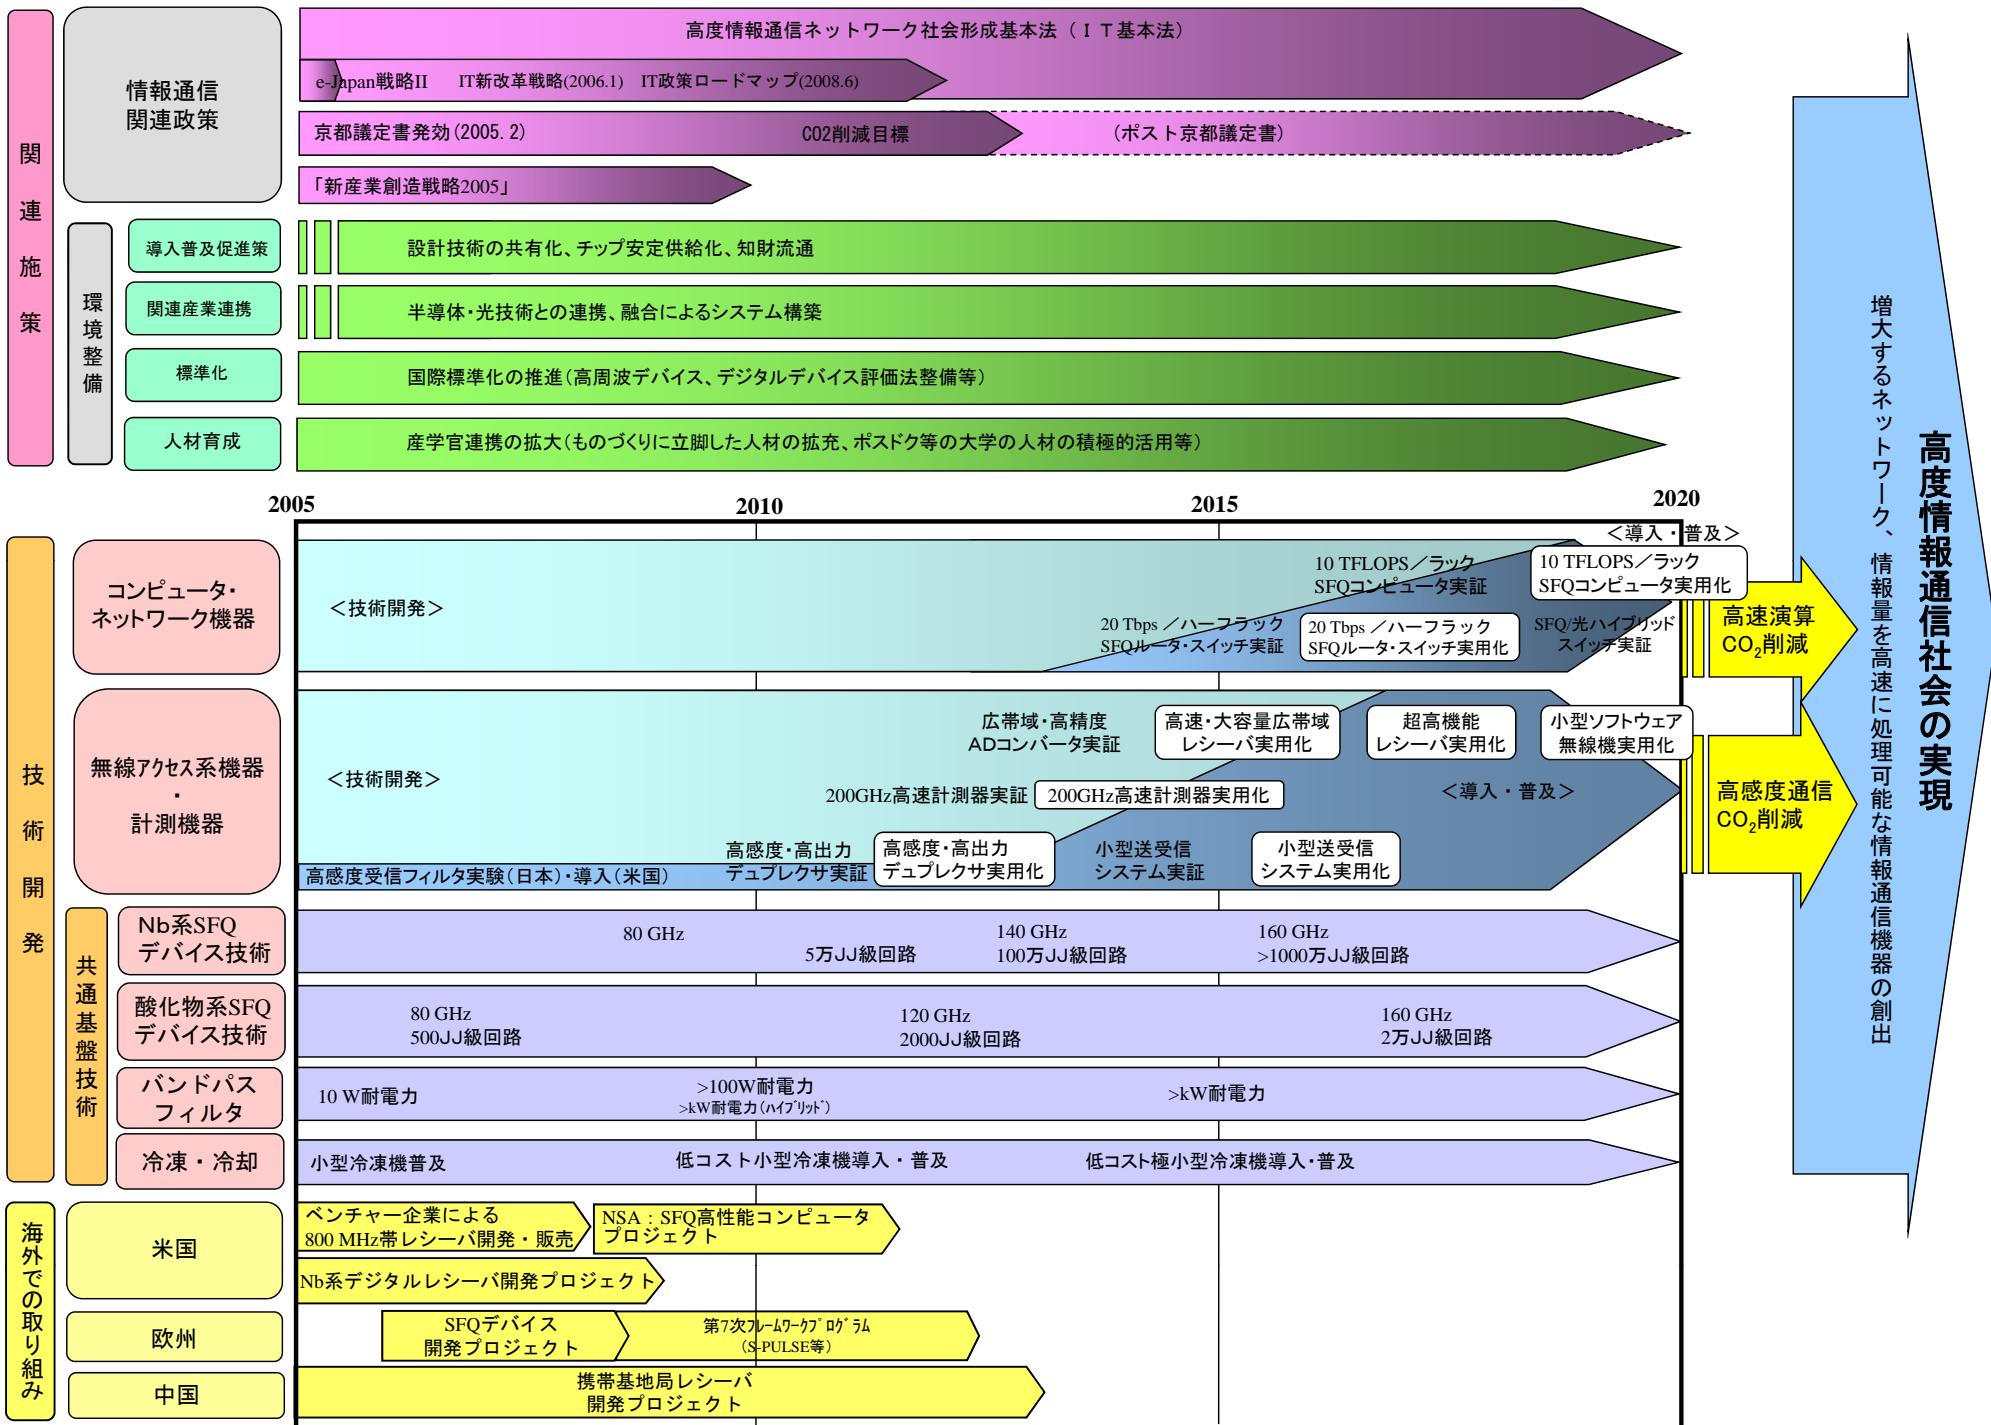 関連施策
情報通信
関連政策
高度情報通信ネットワーク社会形成基本法（ＩＴ基本法）
e-Japan戦略II IT新改革戦略(2006.1) IT政策ロードマップ(2008.6)
京都議定書発効(2005.2) CO2削減目標 (ポスト京都議定書)
「新産業創造戦略2005」
環境整備
導入普及促進策
設計技術の共有化、チップ安定供給化、知財流通
関連産業連携
半導体・光技術との連携、融合によるシステム構築
標準化
国際標準化の推進(高周波デバイス、デジタルデバイス評価法整備等)
人材育成
産学官連携の拡大(ものづくりに立脚した人材の拡充、ポスドク等の大学の人材の積極的活用等)
2005 2010 2015 2020
技術開発
コンピュータ・
ネットワーク機器
＜技術開発＞
＜導入・普及＞
10 TFLOPS／ラック
SFQコンピュータ実証
10 TFLOPS／ラック
SFQコンピュータ実用化
20 Tbps ／ハーフラック
SFQルータ・スイッチ実証
20 Tbps ／ハーフラック
SFQルータ・スイッチ実用化
SFQ/光ハイブリッド
スイッチ実証
高速演算
CO2削減
無線アクセス系機器
・
計測機器
＜技術開発＞
広帯域・高精度
ADコンバータ実証
高速・大容量広帯域
レシーバ実用化
超高機能
レシーバ実用化
小型ソフトウェア
無線機実用化
200GHz高速計測器実証
200GHz高速計測器実用化
＜導入・普及＞
高感度・高出力
デュプレクサ実証
高感度・高出力
デュプレクサ実用化
小型送受信
システム実証
小型送受信
システム実用化
高感度受信フィルタ実験(日本)・導入(米国)
高感度通信
CO2削減
共通基盤技術
Nb系SFQ
デバイス技術
80 GHz
5万JJ級回路
140 GHz
100万JJ級回路
160 GHz
>1000万JJ級回路
酸化物系SFQ
デバイス技術
80 GHz
500JJ級回路
120 GHz
2000JJ級回路
160 GHz
2万JJ級回路
バンドパス
フィルタ
10 W耐電力
>100W耐電力
>kW耐電力(ﾊｲﾌﾞﾘｯﾄﾞ)
>kW耐電力
冷凍・冷却
小型冷凍機普及
低コスト小型冷凍機導入・普及
低コスト極小型冷凍機導入・普及
海外での取り組み
米国
ベンチャー企業による
800 MHz帯レシーバ開発・販売
NSA：SFQ高性能コンピュータ
プロジェクト
Nb系デジタルレシーバ開発プロジェクト
欧州
SFQデバイス
開発プロジェクト
第7次ﾌﾚｰﾑﾜｰｸﾌﾟﾛｸﾞﾗﾑ
(S-PULSE等)
中国
携帯基地局レシーバ
開発プロジェクト
高度情報通信社会の実現
増大するネットワーク、情報量を高速に処理可能な情報通信機器の創出